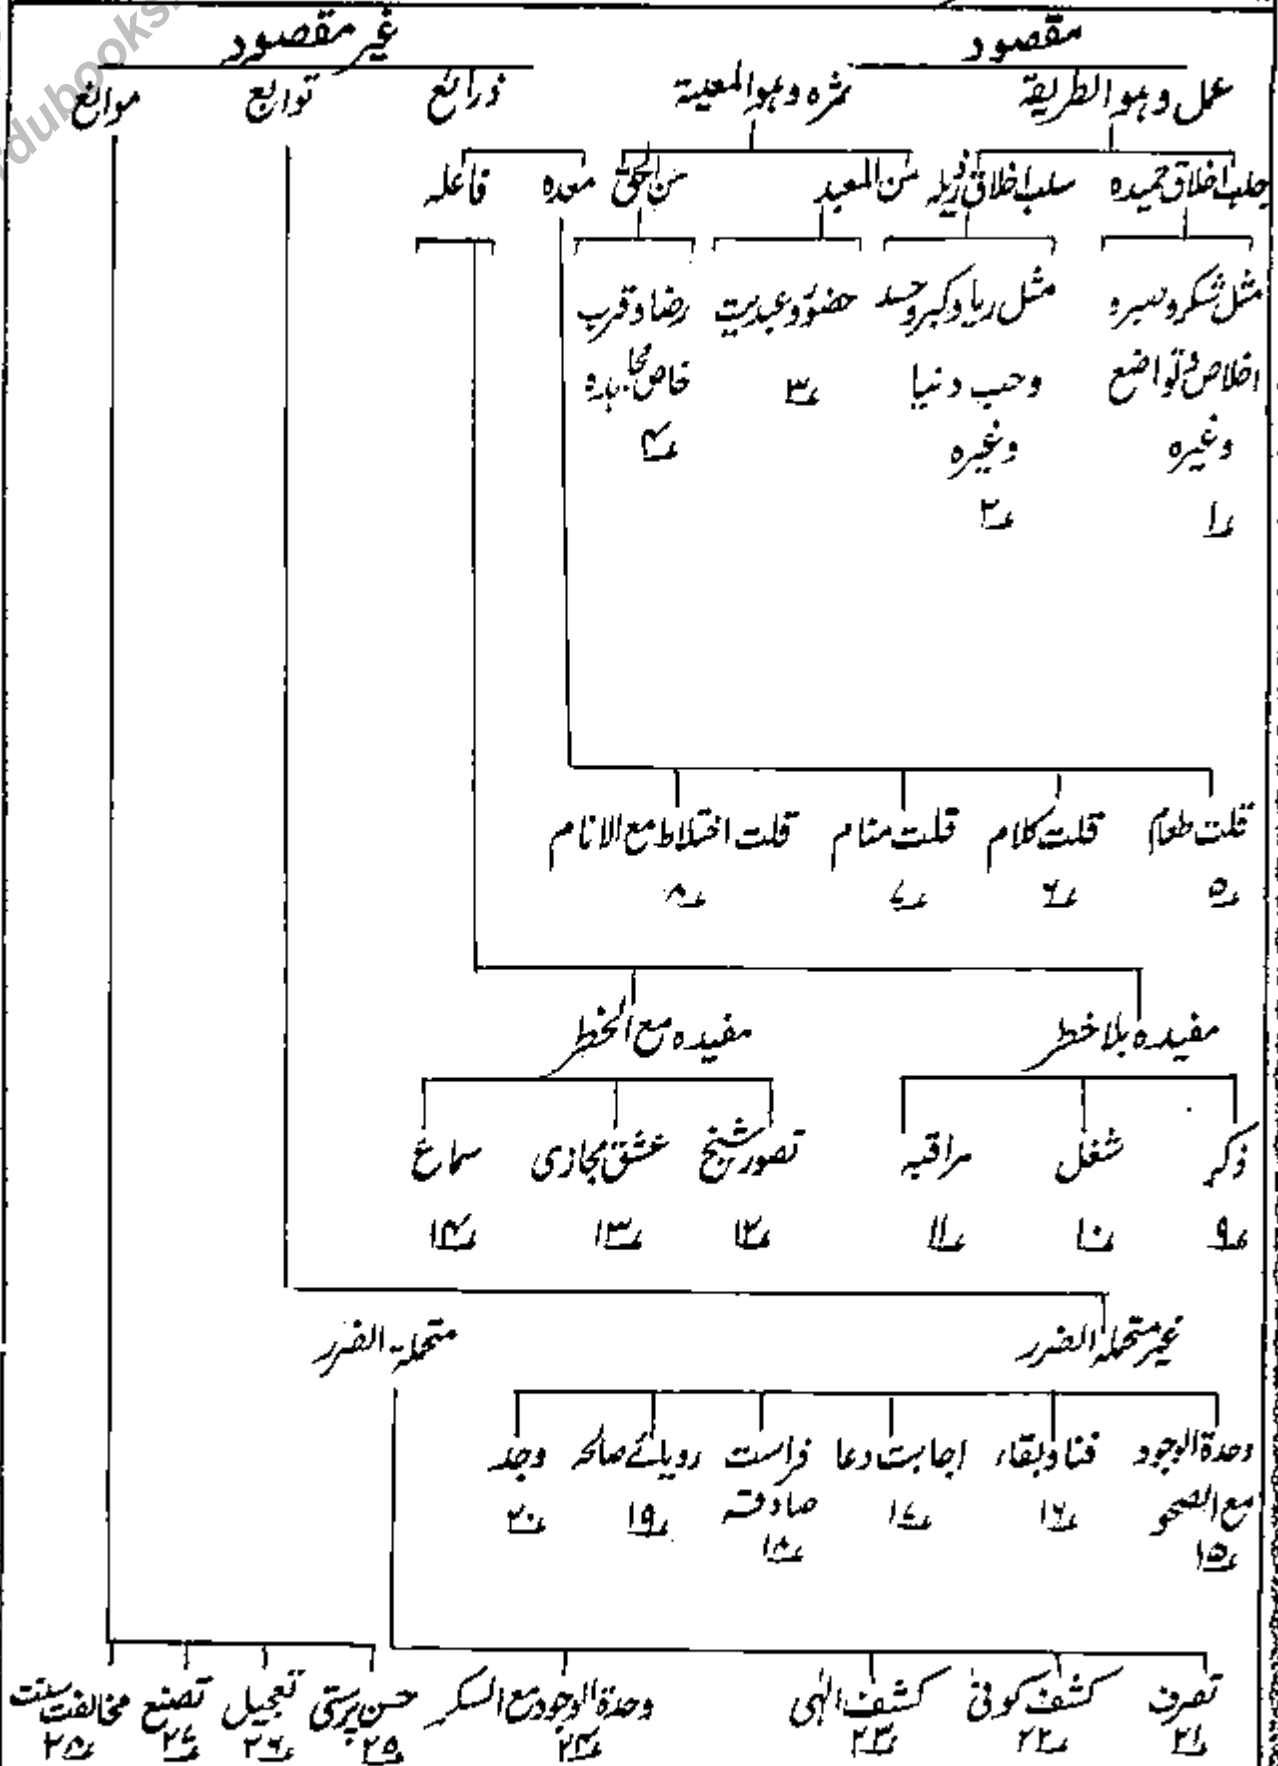 مقصود
غیر مقصود
عمل وہو الطریقۃ
ثمرہ وہو المعیۃ
ذرائع
توابع
موانع
جلب اخلاق حمیدہ
سلب اخلاق رذیلہ
من العبد
من الحق
معدہ
فاعلہ
مثل شکر و صبر و
اخلاص و تواضع
وغیرہ
۱
مثل ریا و کبر و حسد
وحب دنیا
وغیرہ
۲
حضور و عبدیت
۳
رضا و قرب
خاص
۴
قلت طعام
۵
قلت کلام
۶
قلت منام
۷
قلت اختلاط مع الانام
۸
مفیدہ بلا خطر
مفیدہ مع الخطر
ذکر
۹
شغل
۱۰
مراقبہ
۱۱
تصور شیخ
۱۲
عشق مجازی
۱۳
سماع
۱۴
غیر متحملۃ الضرر
متحملۃ الضرر
وحدۃ الوجود
مع الصحو
۱۵
فنا و بقاء
۱۶
اجابت دعا
۱۷
فراست
صادقہ
۱۸
رویائے صالحہ
۱۹
وجد
۲۰
تصرف
۲۱
کشف کونی
۲۲
کشف الہی
۲۳
وحدۃ الوجود مع السکر
۲۴
حسن پرستی
۲۵
تعجیل
۲۶
تصنع
۲۷
مخالفت سنت
۲۸
dubooks.